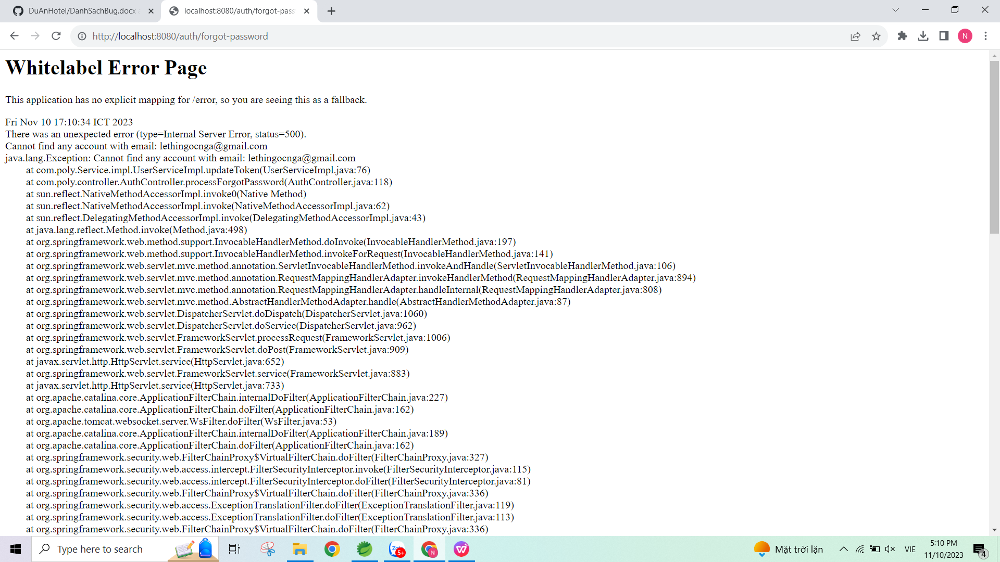 DuAnHotel/DanhSachBug.docx
localhost:8080/auth/forgot-pass
http://localhost:8080/auth/forgot-password
N
Whitelabel Error Page
This application has no explicit mapping for /error, so you are seeing this as a fallback.
Fri Nov 10 17:10:34 ICT 2023
There was an unexpected error (type=Internal Server Error, status=500).
Cannot find any account with email: lethingocnga@gmail.com
java.lang.Exception: Cannot find any account with email: lethingocnga@gmail.com
at com.poly.Service.impl.UserServiceImpl.updateToken(UserServiceImpl.java:76)
at com.poly.controller.AuthController.processForgotPassword(AuthController.java:118)
at sun.reflect.NativeMethodAccessorImpl.invoke0(Native Method)
at sun.reflect.NativeMethodAccessorImpl.invoke(NativeMethodAccessorImpl.java:62)
at sun.reflect.DelegatingMethodAccessorImpl.invoke(DelegatingMethodAccessorImpl.java:43)
at java.lang.reflect.Method.invoke(Method.java:498)
at org.springframework.web.method.support.InvocableHandlerMethod.doInvoke(InvocableHandlerMethod.java:197)
at org.springframework.web.method.support.InvocableHandlerMethod.invokeForRequest(InvocableHandlerMethod.java:141)
at org.springframework.web.servlet.mvc.method.annotation.ServletInvocableHandlerMethod.invokeAndHandle(ServletInvocableHandlerMethod.java:106)
at org.springframework.web.servlet.mvc.method.annotation.RequestMappingHandlerAdapter.invokeHandlerMethod(RequestMappingHandlerAdapter.java:894)
at org.springframework.web.servlet.mvc.method.annotation.RequestMappingHandlerAdapter.handleInternal(RequestMappingHandlerAdapter.java:808)
at org.springframework.web.servlet.mvc.method.AbstractHandlerMethodAdapter.handle(AbstractHandlerMethodAdapter.java:87)
at org.springframework.web.servlet.DispatcherServlet.doDispatch(DispatcherServlet.java:1060)
at org.springframework.web.servlet.DispatcherServlet.doService(DispatcherServlet.java:962)
at org.springframework.web.servlet.FrameworkServlet.processRequest(FrameworkServlet.java:1006)
at org.springframework.web.servlet.FrameworkServlet.doPost(FrameworkServlet.java:909)
at javax.servlet.http.HttpServlet.service(HttpServlet.java:652)
at org.springframework.web.servlet.FrameworkServlet.service(FrameworkServlet.java:883)
at javax.servlet.http.HttpServlet.service(HttpServlet.java:733)
at org.apache.catalina.core.ApplicationFilterChain.internalDoFilter(ApplicationFilterChain.java:227)
at org.apache.catalina.core.ApplicationFilterChain.doFilter(ApplicationFilterChain.java:162)
at org.apache.tomcat.websocket.server.WsFilter.doFilter(WsFilter.java:53)
at org.apache.catalina.core.ApplicationFilterChain.internalDoFilter(ApplicationFilterChain.java:189)
at org.apache.catalina.core.ApplicationFilterChain.doFilter(ApplicationFilterChain.java:162)
at org.springframework.security.web.FilterChainProxy$VirtualFilterChain.doFilter(FilterChainProxy.java:327)
at org.springframework.security.web.access.intercept.FilterSecurityInterceptor.invoke(FilterSecurityInterceptor.java:115)
at org.springframework.security.web.access.intercept.FilterSecurityInterceptor.doFilter(FilterSecurityInterceptor.java:81)
at org.springframework.security.web.FilterChainProxy$VirtualFilterChain.doFilter(FilterChainProxy.java:336)
at org.springframework.security.web.access.ExceptionTranslationFilter.doFilter(ExceptionTranslationFilter.java:119)
at org.springframework.security.web.access.ExceptionTranslationFilter.doFilter(ExceptionTranslationFilter.java:113)
at org.springframework.security.web.FilterChainProxy$VirtualFilterChain.doFilter(FilterChainProxy.java:336)
Type here to search
5+
N
Mặt trời lặn
VIE
5:10 PM
11/10/2023
4